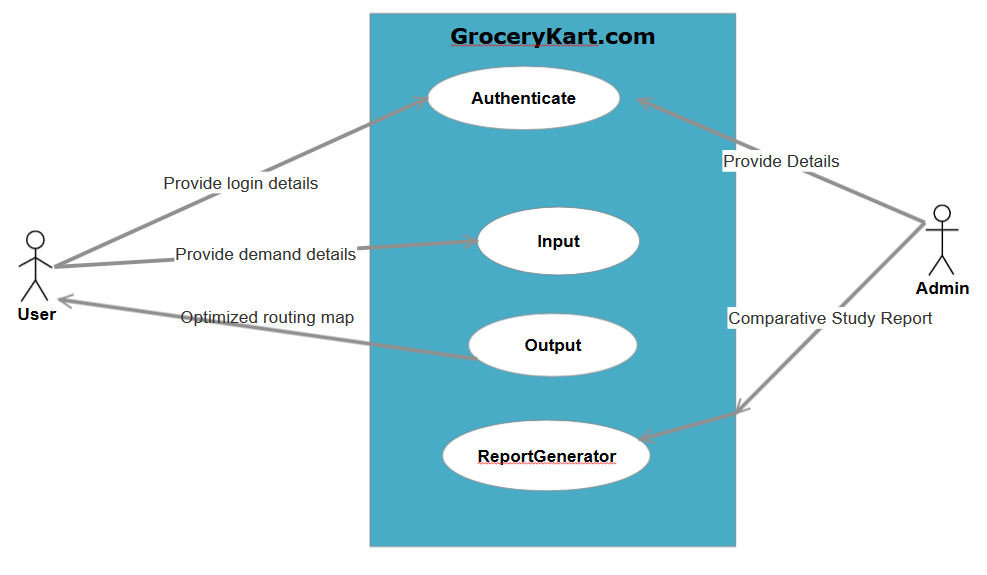 GroceryKart.com
Authenticate
Provide Details
Provide login details
Input
Provide demand details
Optimized routing map
Output
User
Admin
Comparative Study Report
ReportGenerator